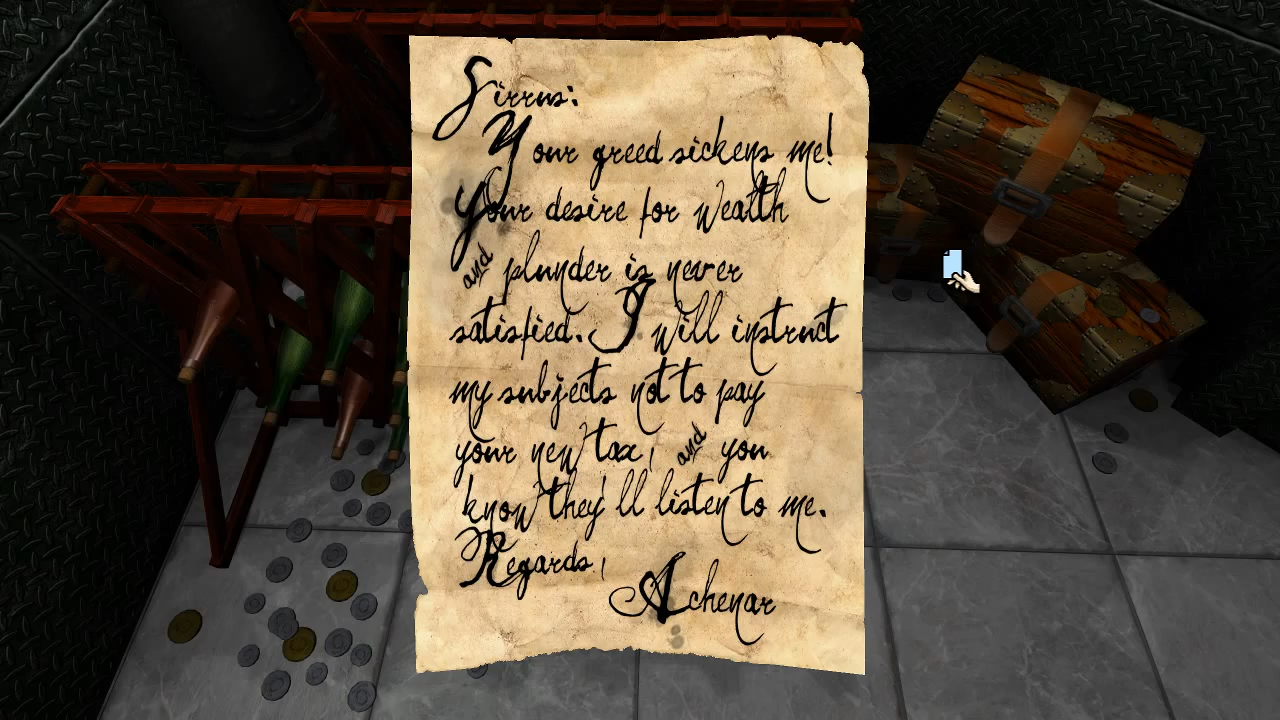 Sirrus:
Your greed sickens me!
Your desire for wealth
and plunder is never
satisfied. I will instruct
my subjects not to pay
your new tax, and you
know they'll listen to me.
Regards,
Achenar